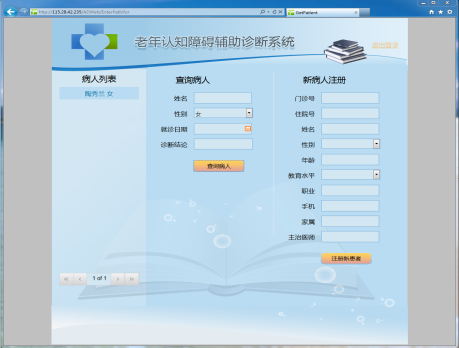 GetPatient
老年认知障碍辅助诊断系统
病人列表
陶秀兰 女
1 of 1
查询病人
姓名
性别 女
就诊日期
诊断结论
查询病人
新病人注册
门诊号
住院号
姓名
性别
年龄
教育水平
职业
手机
家属
主治医师
注册新患者